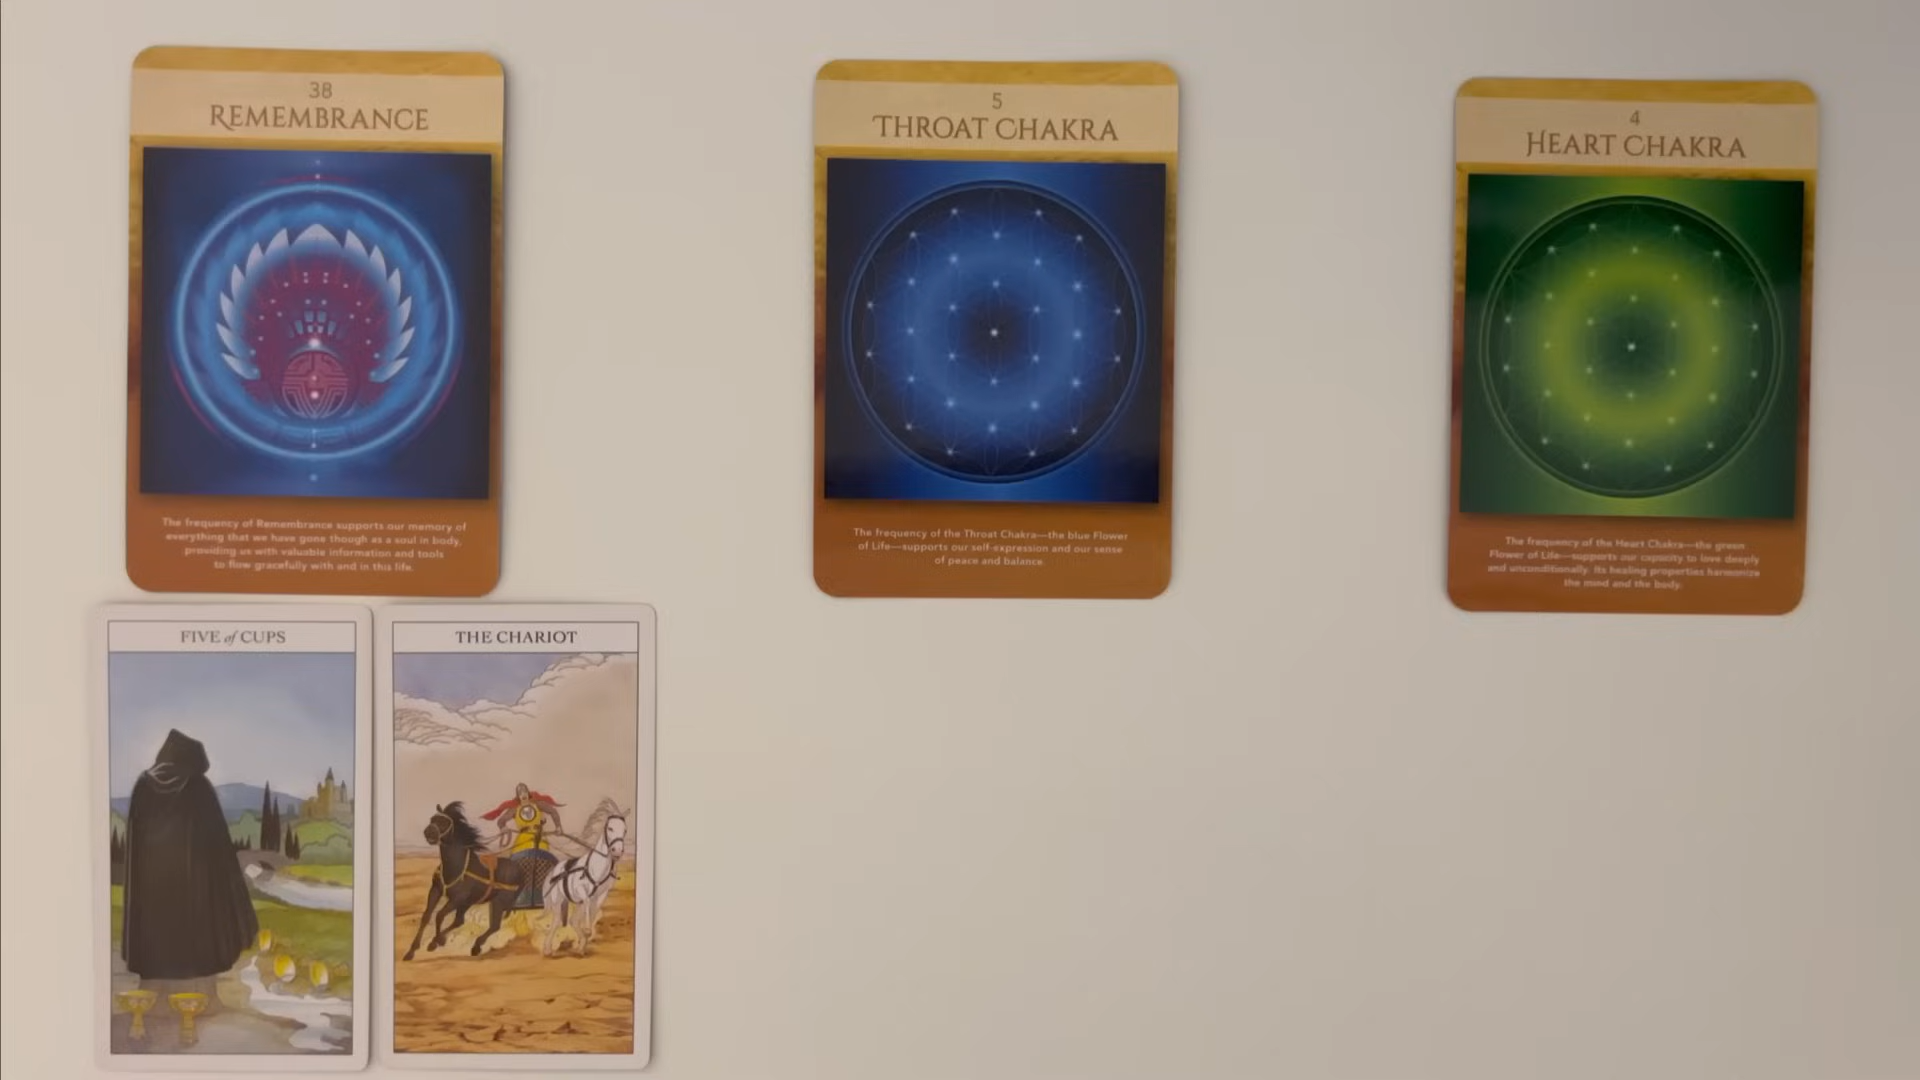 38
REMEMBRANCE
The frequency of Remembrance supports our memory of
everything that we have gone though as a soul in body,
providing us with valuable information and tools
to flow gracefully with and in this life.
5
THROAT CHAKRA
The frequency of the Throat Chakra—the blue Flower
of Life—supports our self-expression and our sense
of peace and balance.
4
HEART CHAKRA
The frequency of the Heart Chakra—the green
Flower of Life—supports our capacity to love deeply
and unconditionally. Its healing properties harmonize
the mind and the body.
FIVE of CUPS
THE CHARIOT